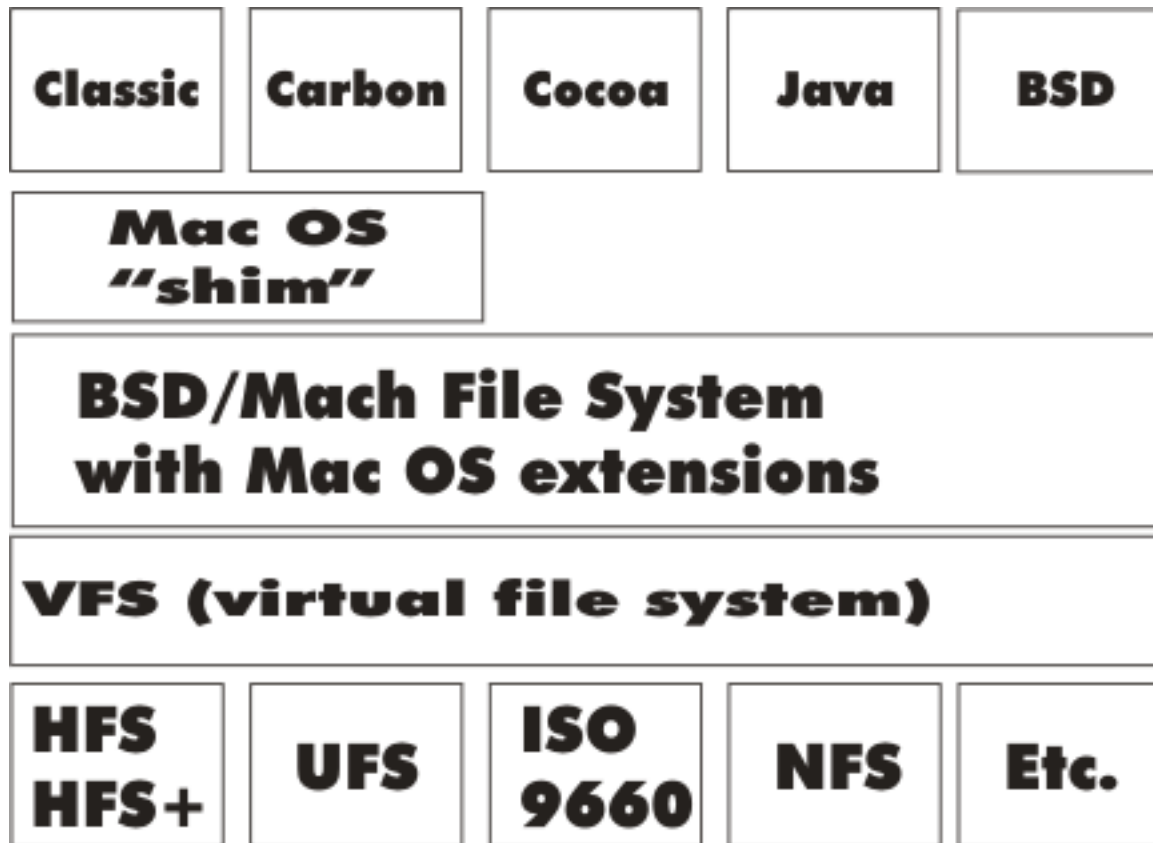 Classic
Carbon
Cocoa
Java
BSD
Mac OS
“shim”
BSD/Mach File System
with Mac OS extensions
VFS (virtual file system)
HFS
HFS+
UFS
ISO
9660
NFS
Etc.